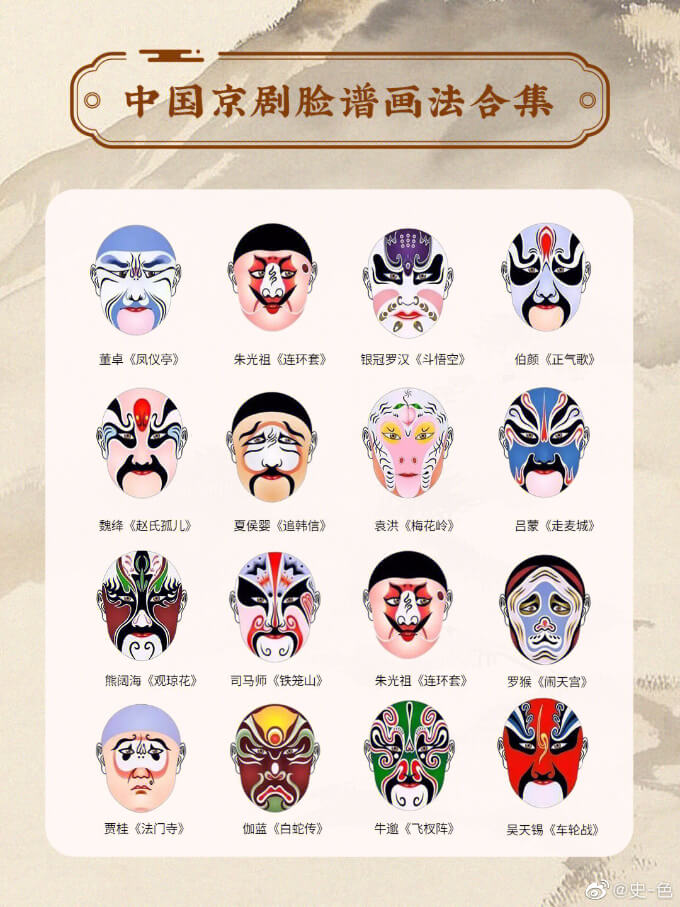 中国京剧脸谱画法合集
董卓《凤仪亭》
朱光祖《连环套》
银冠罗汉《斗悟空》
伯颜《正气歌》
魏绛《赵氏孤儿》
夏侯婴《追韩信》
袁洪《梅花岭》
吕蒙《走麦城》
熊阔海《观琼花》
司马师《铁笼山》
朱光祖《连环套》
罗猴《闹天宫》
贾桂《法门寺》
伽蓝《白蛇传》
牛邈《飞杈阵》
吴天锡《车轮战》
@史-色